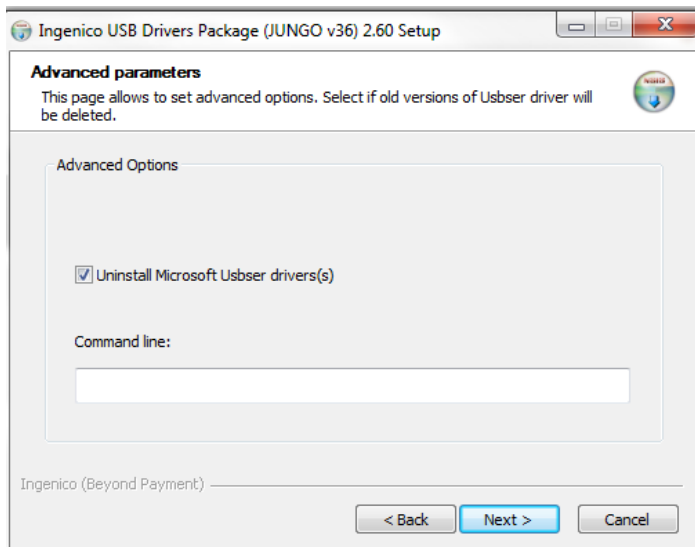 Ingenico USB Drivers Package (JUNGO v36) 2.60 Setup
Advanced parameters
This page allows to set advanced options. Select if old versions of Usbser driver will
be deleted.
Advanced Options
Uninstall Microsoft Usbser drivers(s)
Command line:
Ingenico (Beyond Payment)
< Back
Next >
Cancel